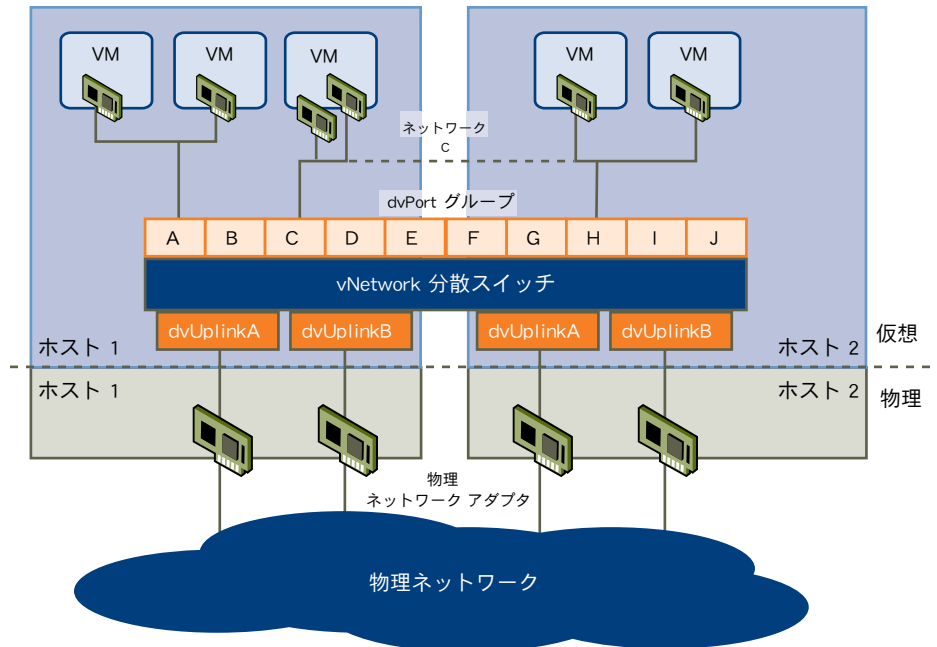 VM
VM
VM
VM
VM
ネットワーク
C
dvPort グループ
A
B
C
D
E
F
G
H
I
J
vNetwork 分散スイッチ
dvUplinkA
dvUplinkB
dvUplinkA
dvUplinkB
ホスト 1
ホスト 2
仮想
ホスト 1
ホスト 2
物理
物理
ネットワーク アダプタ
物理ネットワーク